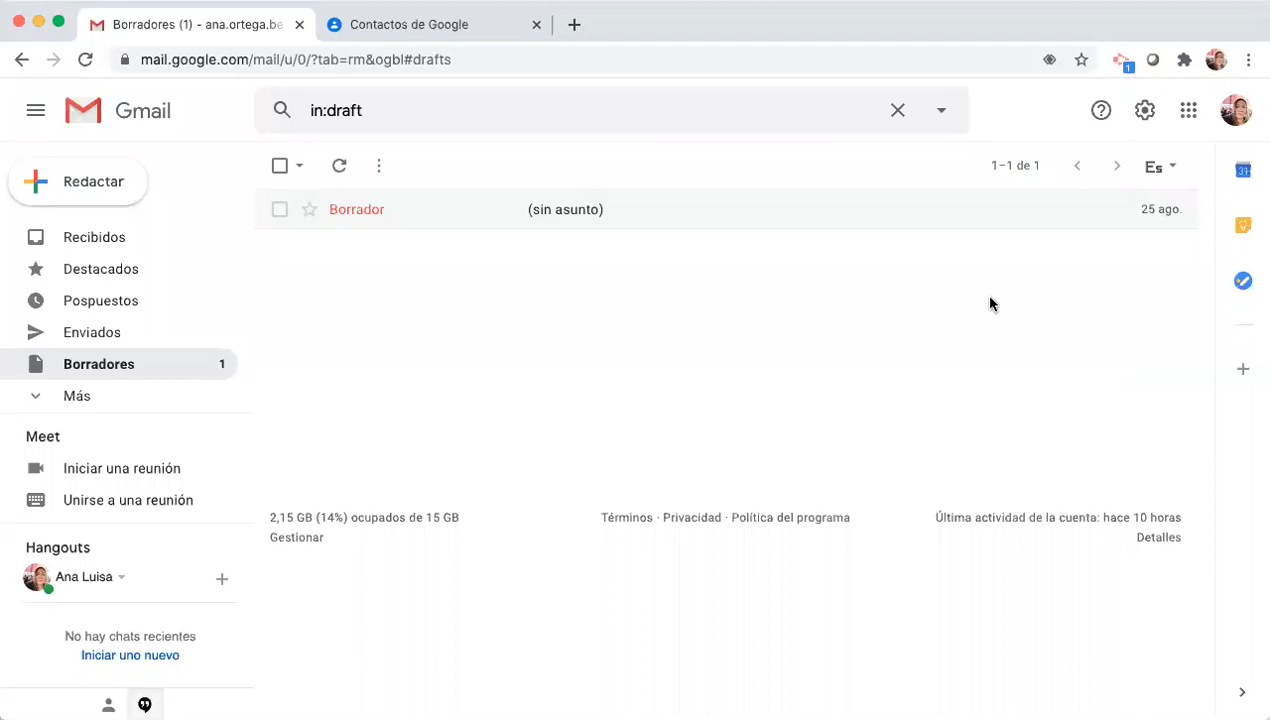 Borradores (1) - ana.ortega.be
Contactos de Google
mail.google.com/mail/u/0/?tab=rm&ogbl#drafts
1
Gmail
in:draft
Redactar
1–1 de 1
Es
31
Borrador (sin asunto) 25 ago.
Recibidos
Destacados
Pospuestos
Enviados
Borradores 1
Más
Meet
Iniciar una reunión
Unirse a una reunión
2,15 GB (14%) ocupados de 15 GB
Gestionar
Términos · Privacidad · Política del programa
Última actividad de la cuenta: hace 10 horas
Detalles
Hangouts
Ana Luisa
No hay chats recientes
Iniciar uno nuevo